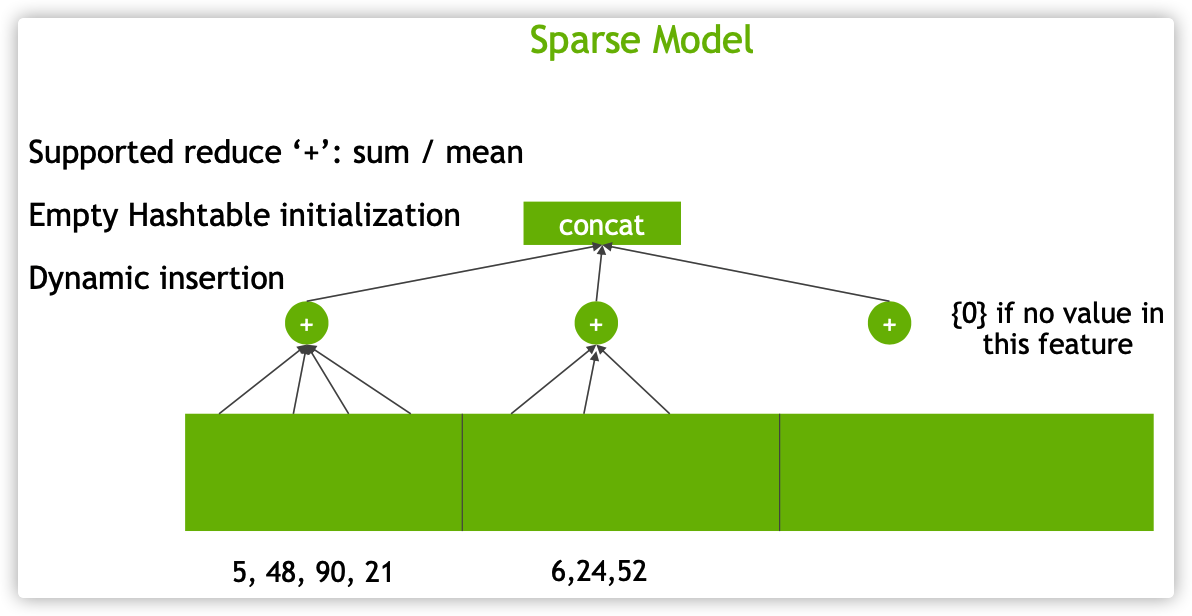 Sparse Model
Supported reduce ‘+’: sum / mean
Empty Hashtable initialization
concat
Dynamic insertion
+
+
+
{0} if no value in
this feature
5, 48, 90, 21
6,24,52